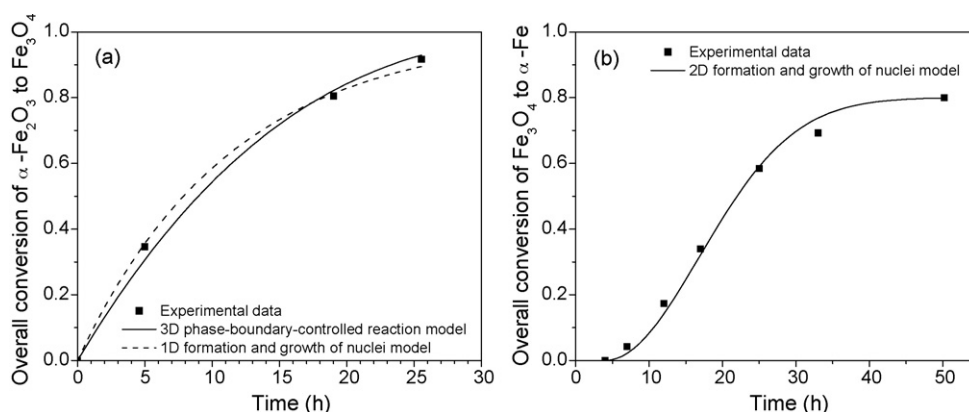 (a)
Overall conversion of α-Fe₂O₃ to Fe₃O₄
1.0
0.8
0.6
0.4
0.2
0.0
Experimental data
3D phase-boundary-controlled reaction model
1D formation and growth of nuclei model
0 5 10 15 20 25 30
Time (h)
(b)
Overall conversion of Fe₃O₄ to α-Fe
1.0
0.8
0.6
0.4
0.2
0.0
Experimental data
2D formation and growth of nuclei model
0 10 20 30 40 50
Time (h)